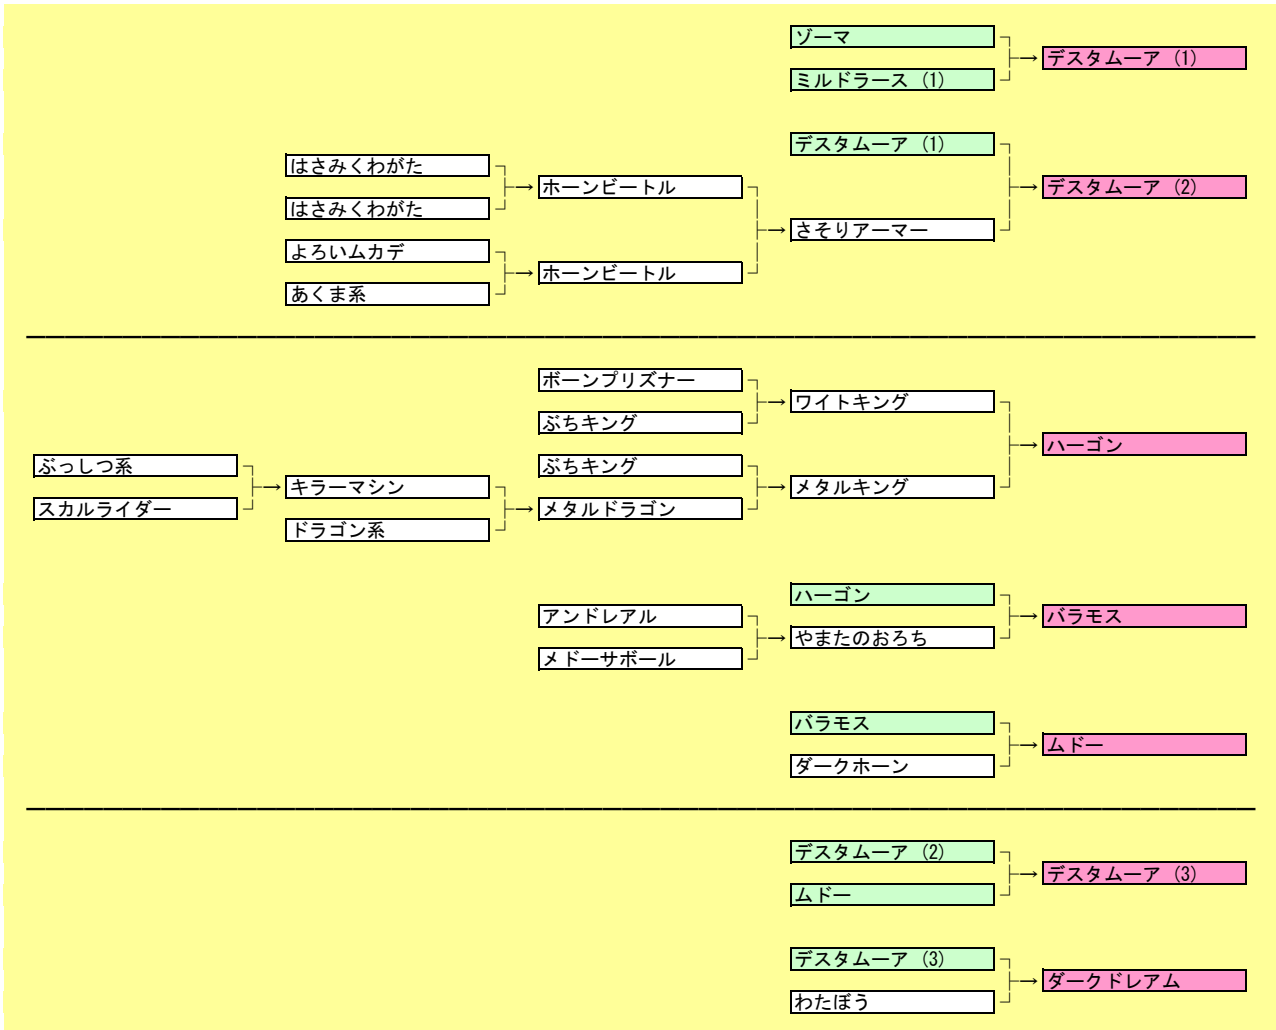 ゾーマ
デスタムーア (1)
ミルドラース (1)
デスタムーア (1)
はさみくわがた
ホーンビートル
デスタムーア (2)
はさみくわがた
さそりアーマー
よろいムカデ
ホーンビートル
あくま系
ボーンプリズナー
ワイトキング
ぶちキング
ハーゴン
ぶっしつ系
ぶちキング
キラーマシン
メタルキング
スカルライダー
メタルドラゴン
ドラゴン系
ハーゴン
アンドレアル
バラモス
やまたのおろち
メドーサボール
バラモス
ムドー
ダークホーン
デスタムーア (2)
デスタムーア (3)
ムドー
デスタムーア (3)
ダークドレアム
わたぼう